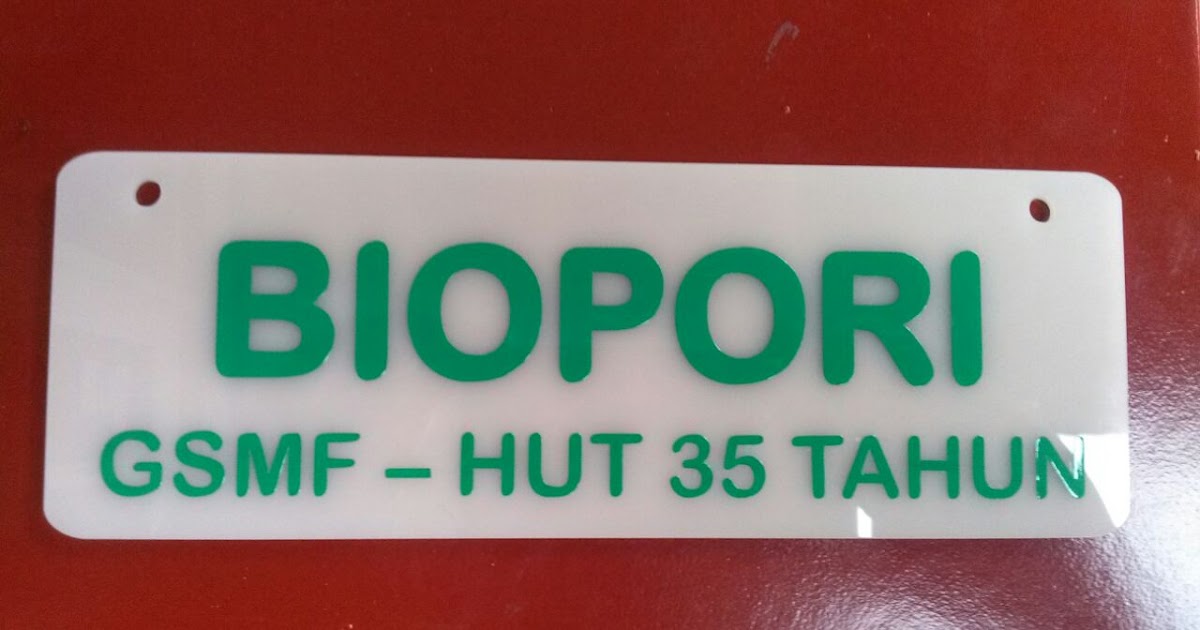 BIOPORI
GSMF – HUT 35 TAHUN